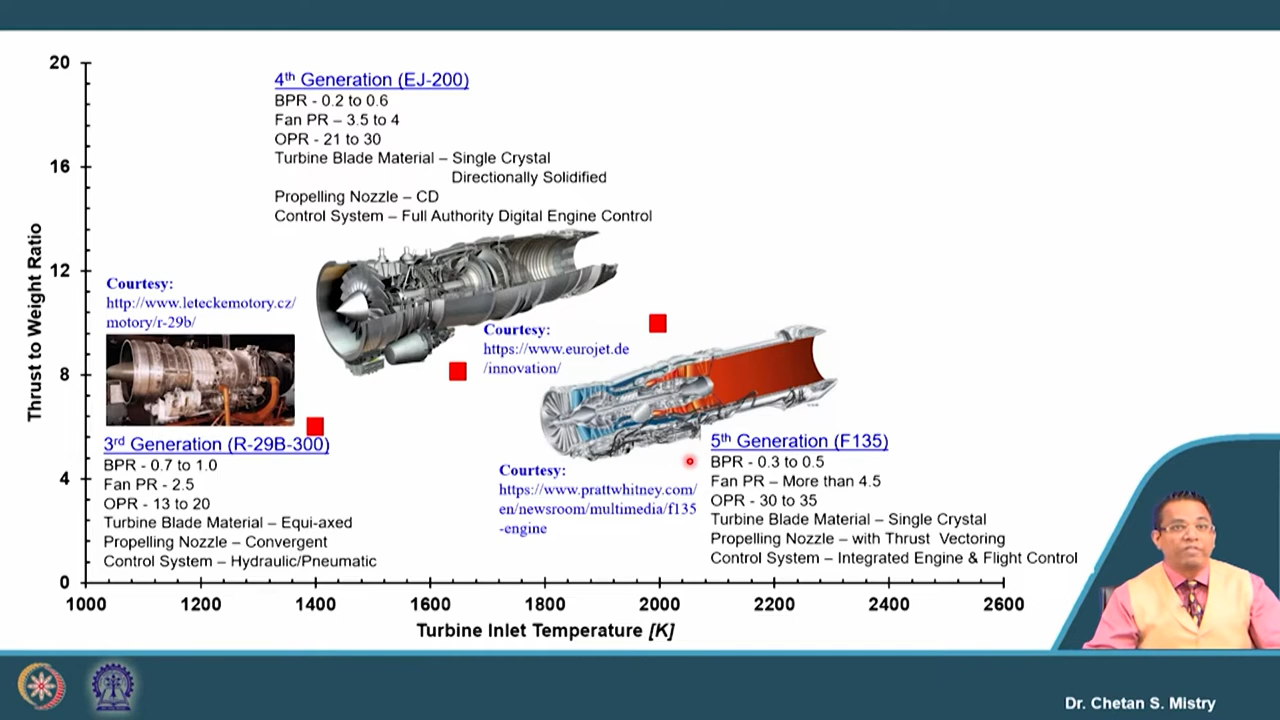 20
16
12
8
4
0
Thrust to Weight Ratio
4th Generation (EJ-200)
BPR - 0.2 to 0.6
Fan PR – 3.5 to 4
OPR - 21 to 30
Turbine Blade Material – Single Crystal
Directionally Solidified
Propelling Nozzle – CD
Control System – Full Authority Digital Engine Control
Courtesy:
http://www.leteckemotory.cz/
motory/r-29b/
Courtesy:
https://www.eurojet.de
/innovation/
3rd Generation (R-29B-300)
BPR - 0.7 to 1.0
Fan PR - 2.5
OPR - 13 to 20
Turbine Blade Material – Equi-axed
Propelling Nozzle – Convergent
Control System – Hydraulic/Pneumatic
Courtesy:
https://www.prattwhitney.com/
en/newsroom/multimedia/f135
-engine
5th Generation (F135)
BPR - 0.3 to 0.5
Fan PR – More than 4.5
OPR - 30 to 35
Turbine Blade Material – Single Crystal
Propelling Nozzle – with Thrust Vectoring
Control System – Integrated Engine & Flight Control
1000 1200 1400 1600 1800 2000 2200 2400 2600
Turbine Inlet Temperature [K]
Dr. Chetan S. Mistry